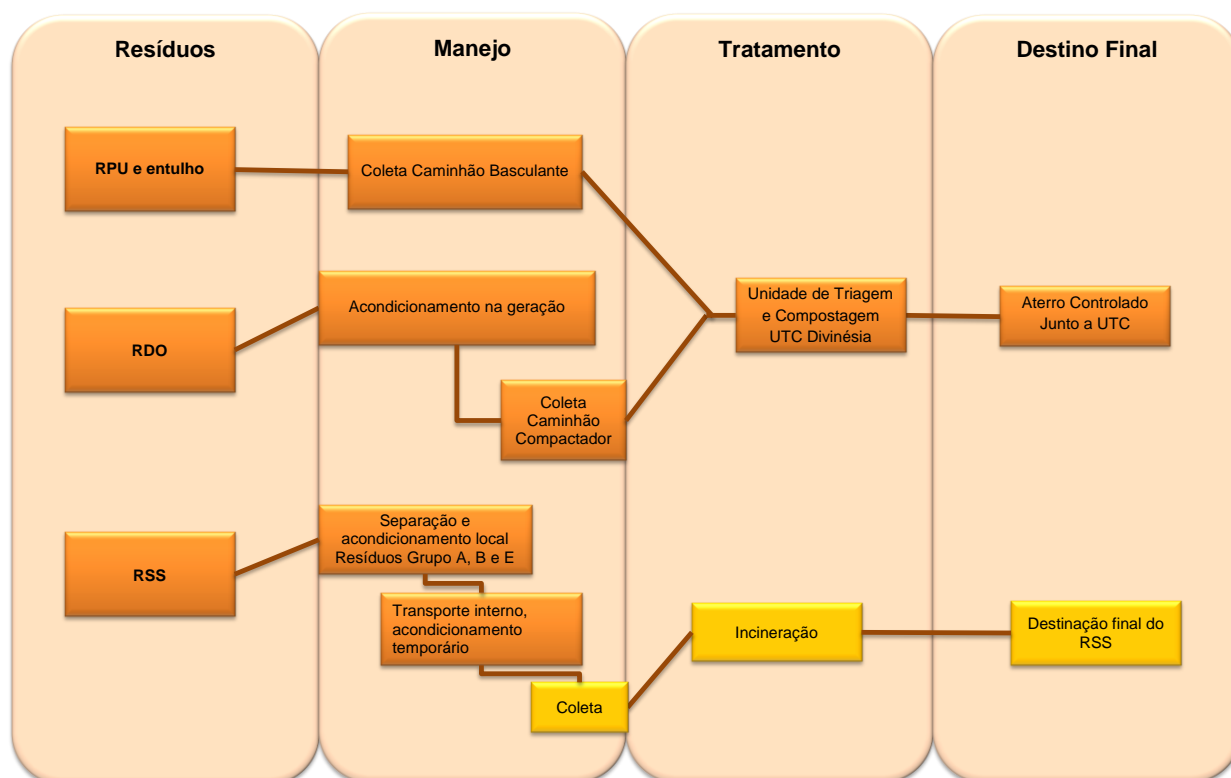 Resíduos
Manejo
Tratamento
Destino Final
RPU e entulho
Coleta Caminhão Basculante
RDO
Acondicionamento na geração
Coleta
Caminhão
Compactador
Unidade de Triagem
e Compostagem
UTC Divinésia
Aterro Controlado
Junto a UTC
RSS
Separação e
acondicionamento local
Resíduos Grupo A, B e E
Transporte interno,
acondicionamento
temporário
Coleta
Incineração
Destinação final do
RSS